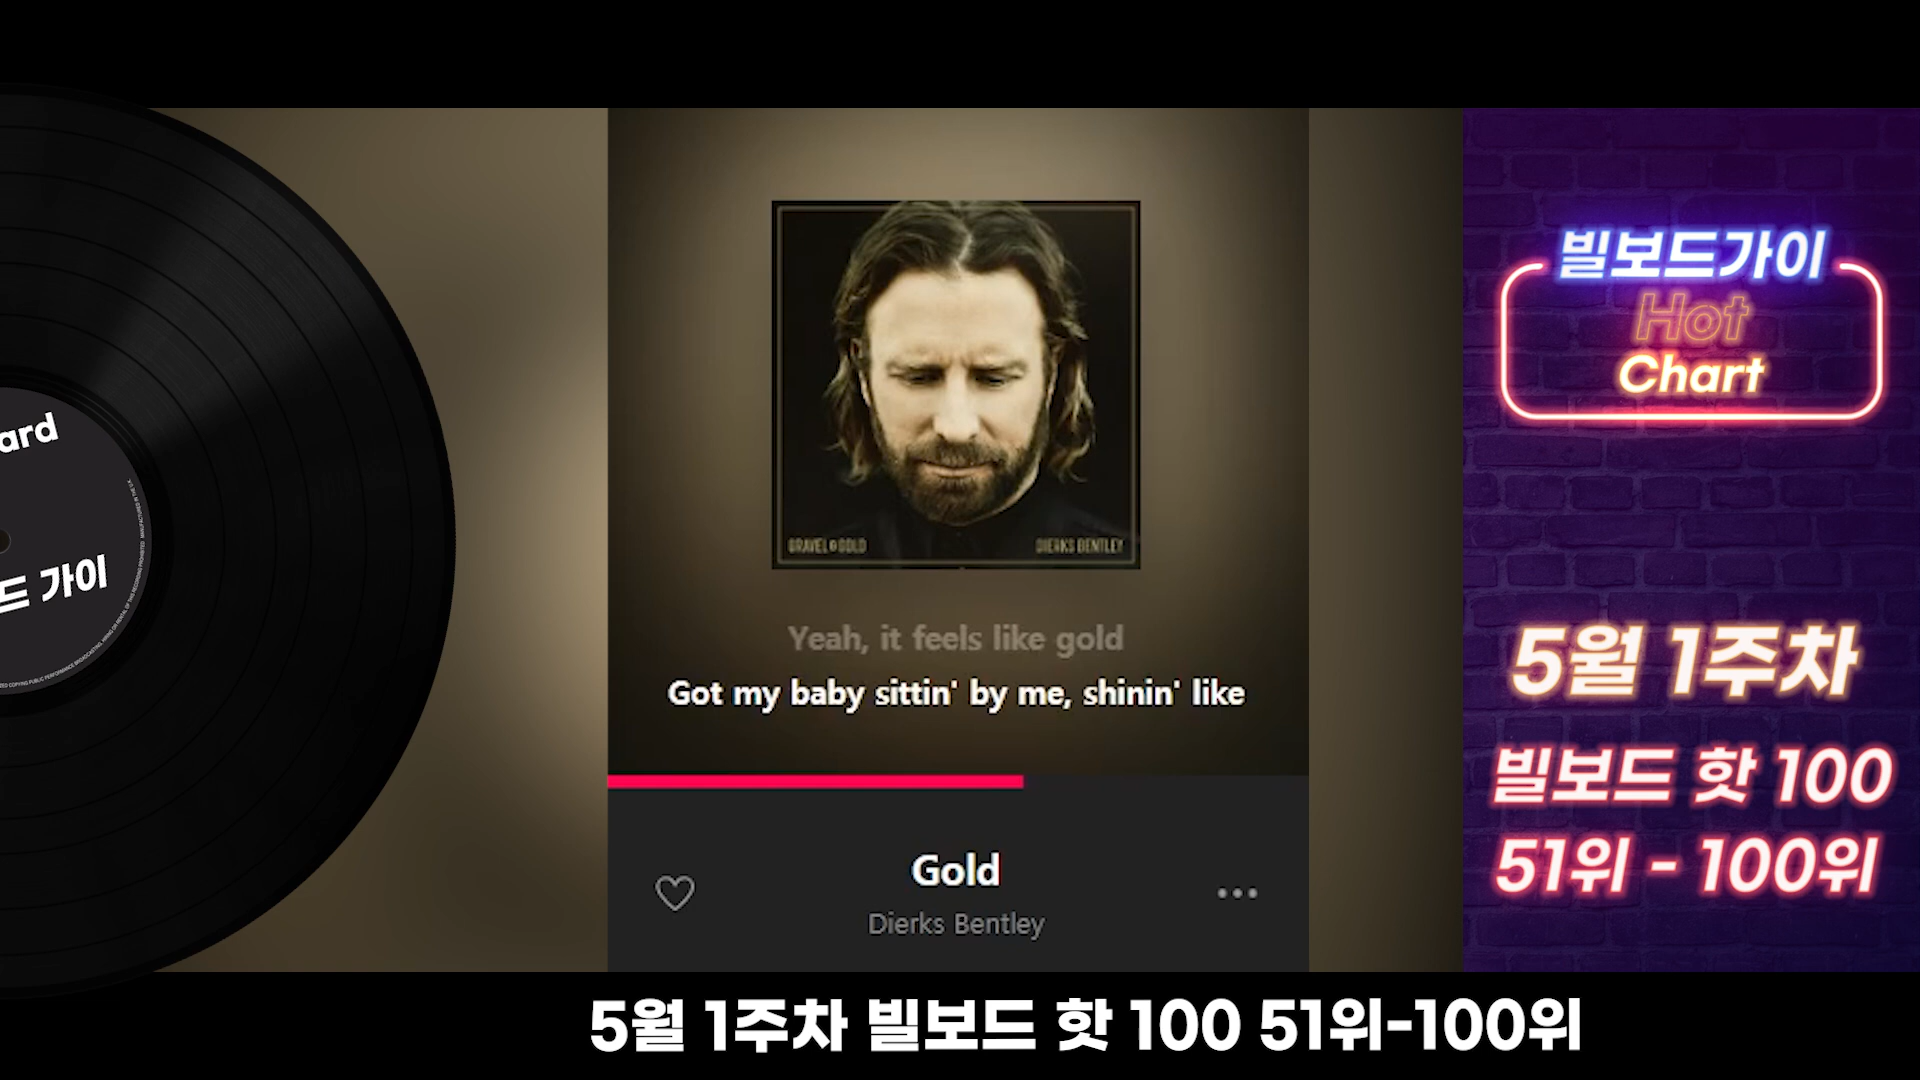 ard
드 가이
GRAVEL & GOLD
DIERKS BENTLEY
Yeah, it feels like gold
Got my baby sittin' by me, shinin' like
Gold
Dierks Bentley
빌보드가이
Hot
Chart
5월 1주차
빌보드 핫 100
51위 - 100위
5월 1주차 빌보드 핫 100 51위-100위